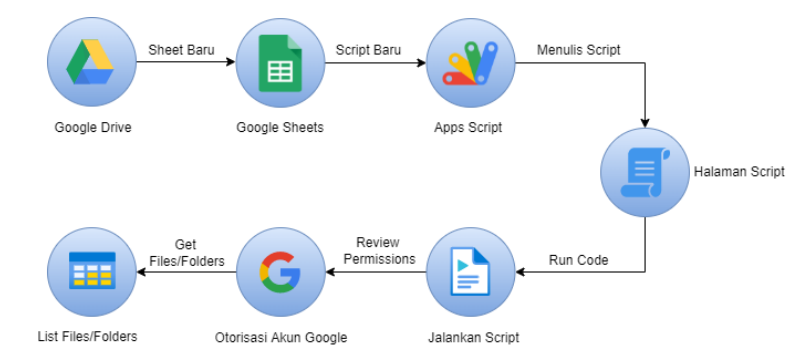 Sheet Baru
Script Baru
Menulis Script
Google Drive
Google Sheets
Apps Script
Halaman Script
Get
Files/Folders
Review
Permissions
Run Code
List Files/Folders
Otorisasi Akun Google
Jalankan Script